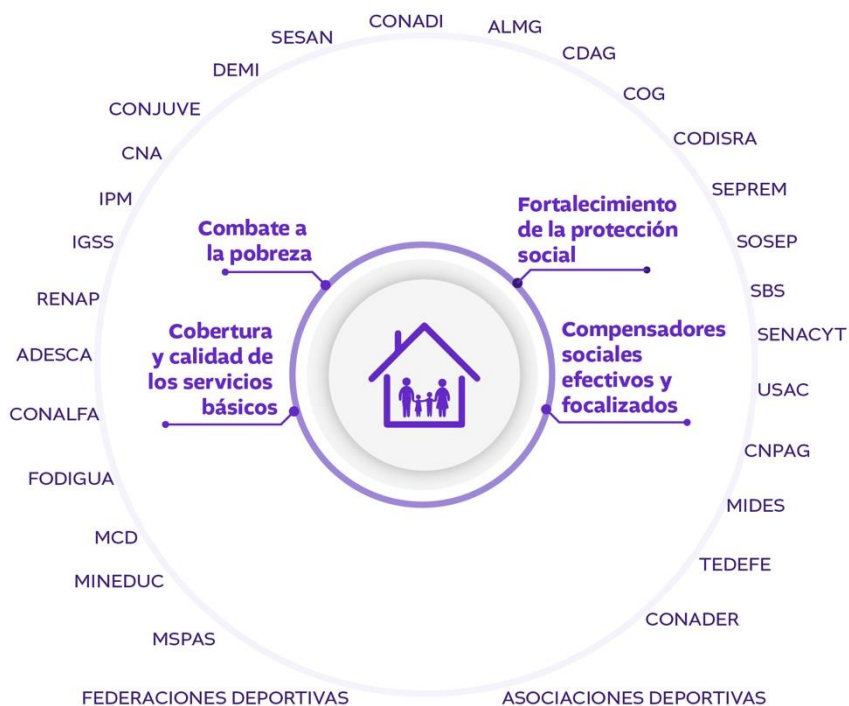 CONADI
ALMG
SESAN
CDAG
DEMI
COG
CONJUVE
CODISRA
CNA
SEPREM
IPM
Combate a
la pobreza
Fortalecimiento
de la protección
social
IGSS
SOSEP
RENAP
SBS
Cobertura
y calidad de
los servicios
básicos
Compensadores
sociales
efectivos y
focalizados
SENACYT
ADESCA
USAC
CONALFA
CNPAG
FODIGUA
MIDES
MCD
TEDEFE
MINEDUC
CONADER
MSPAS
FEDERACIONES DEPORTIVAS
ASOCIACIONES DEPORTIVAS